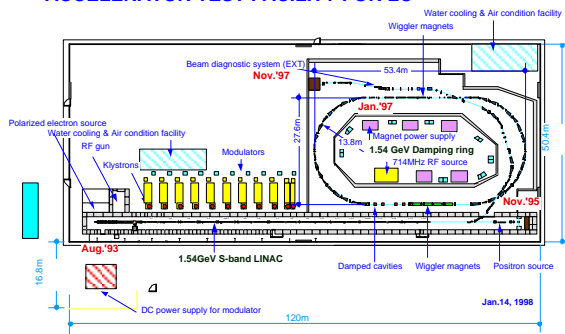 Water cooling & Air condition facility
Wiggler magnets
Beam diagnostic system (EXT)
53.4m
Nov.'97
Jan.'97
27.6m
50.4m
Polarized electron source
Water cooling & Air condition facility
RF gun
Magnet power supply
13.8m
1.54 GeV Damping ring
Modulators
Klystrons
714MHz RF source
Nov.'95
Aug.'93
1.54GeV S-band LINAC
Damped cavities
Wiggler magnets
Positron source
16.8m
DC power supply for modulator
Jan.14, 1998
120m